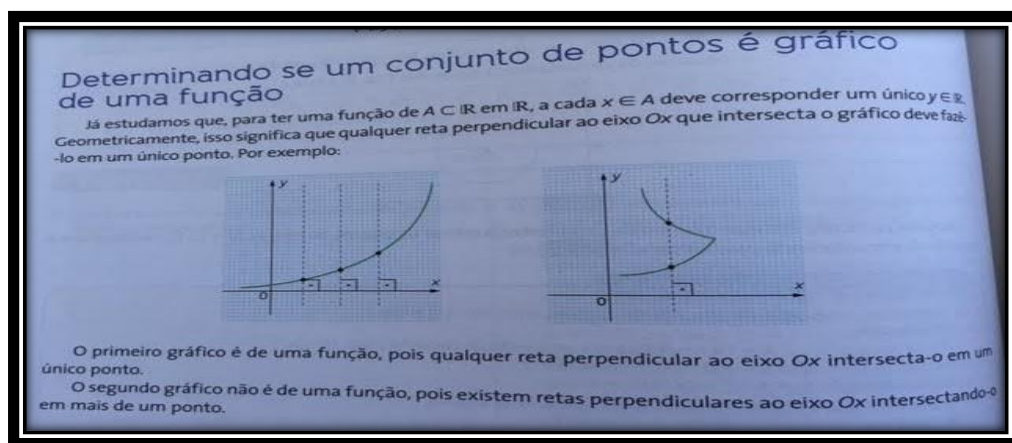 Determinando se um conjunto de pontos é gráfico
de uma função
Já estudamos que, para ter uma função de A ⊂ ℝ em ℝ, a cada x ∈ A deve corresponder um único y ∈ ℝ.
Geometricamente, isso significa que qualquer reta perpendicular ao eixo Ox que intersecta o gráfico deve fazê-
-lo em um único ponto. Por exemplo:
y
x
O
y
x
O
O primeiro gráfico é de uma função, pois qualquer reta perpendicular ao eixo Ox intersecta-o em um
único ponto.
O segundo gráfico não é de uma função, pois existem retas perpendiculares ao eixo Ox intersectando-o
em mais de um ponto.